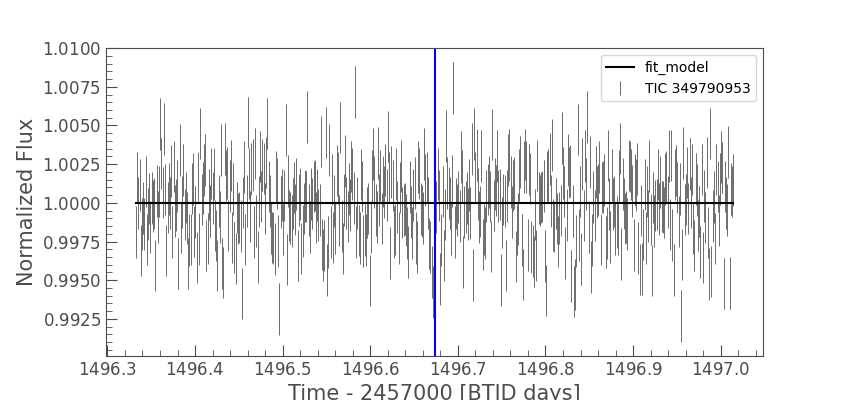 1.0100
1.0075
1.0050
1.0025
1.0000
0.9975
0.9950
0.9925
Normalized Flux
fit_model
TIC 349790953
1496.3 1496.4 1496.5 1496.6 1496.7 1496.8 1496.9 1497.0
Time - 2457000 [BTJD days]